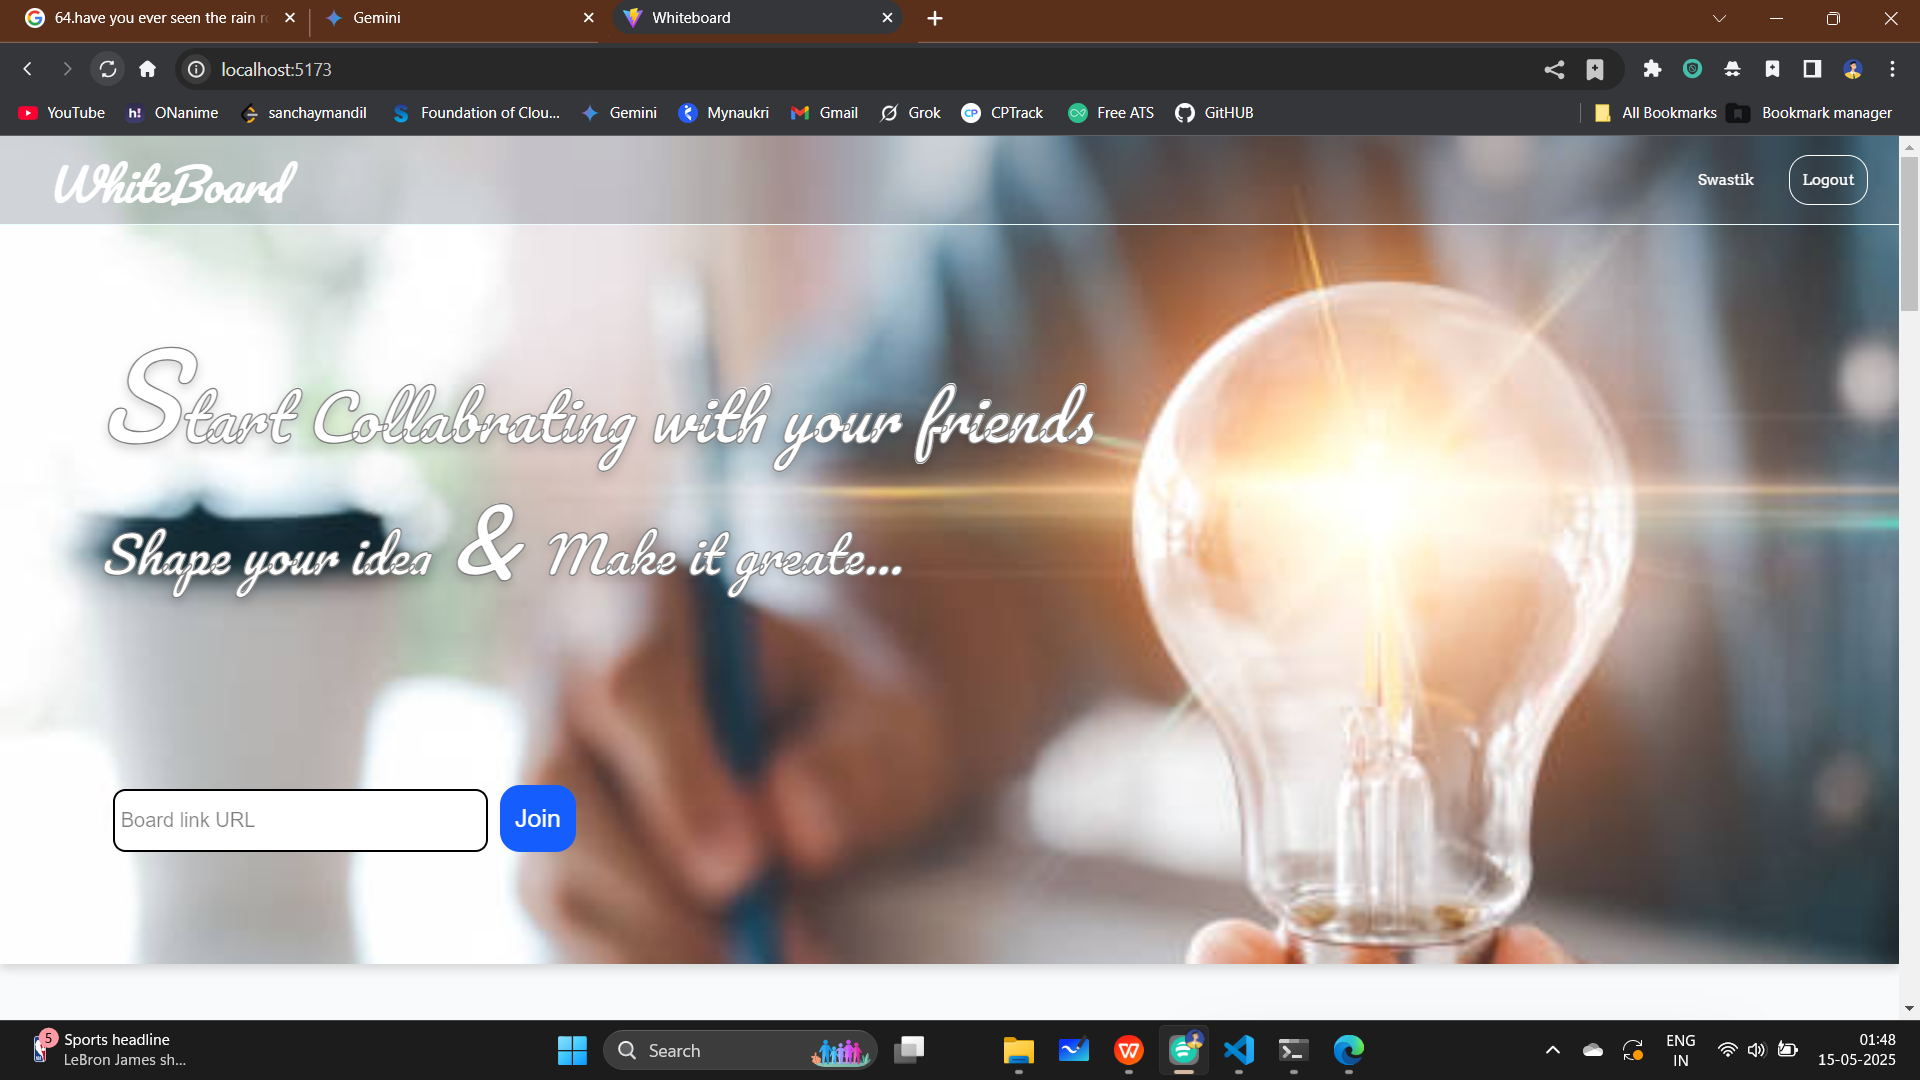 64.have you ever seen the rain r
Gemini
Whiteboard
localhost:5173
YouTube
ONanime
sanchaymandil
Foundation of Clou...
Gemini
Mynaukri
Gmail
Grok
CPTrack
Free ATS
GitHUB
All Bookmarks
Bookmark manager
WhiteBoard
Swastik
Logout
Start Collabrating with your friends
Shape your idea & Make it greate...
Board link URL
Join
5
Sports headline
LeBron James sh...
Search
ENG
IN
01:48
15-05-2025